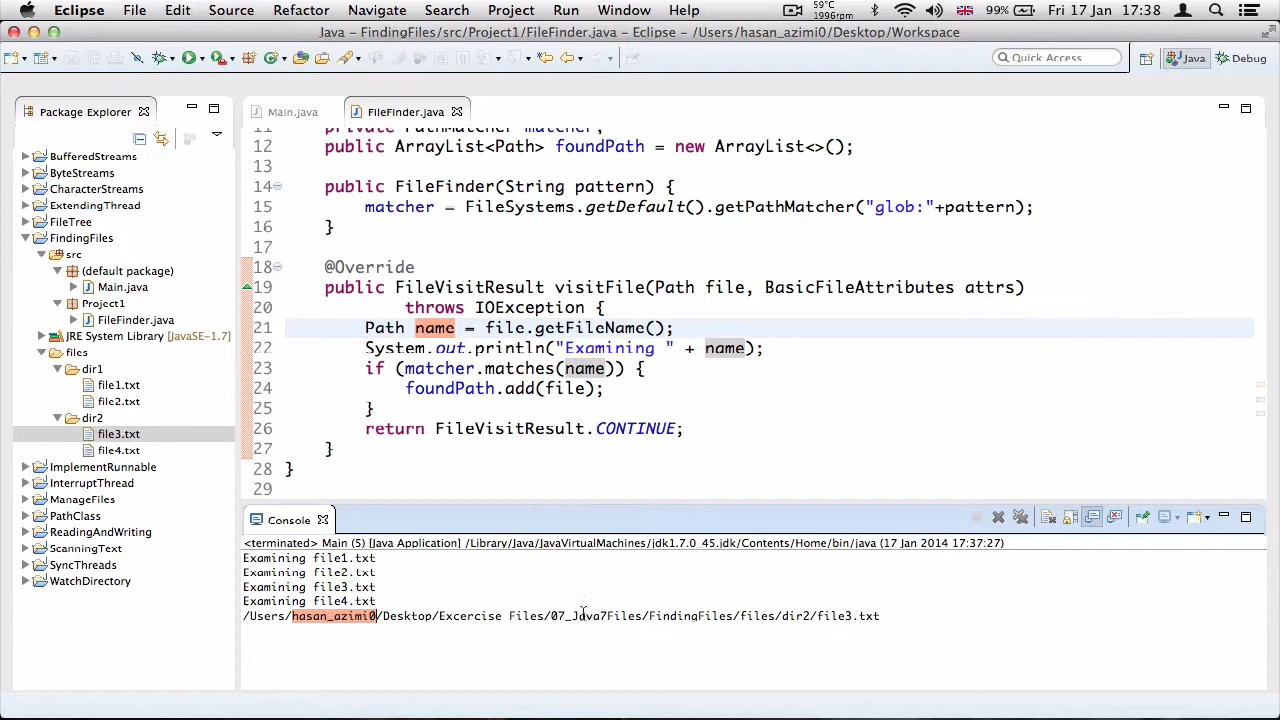 Eclipse File Edit Source Refactor Navigate Search Project Run Window Help 59°C 1996rpm 99% Fri 17 Jan 17:38
Java – FindingFiles/src/Project1/FileFinder.java – Eclipse – /Users/hasan_azimi0/Desktop/Workspace
Quick Access Java Debug
Package Explorer
BufferedStreams
ByteStreams
CharacterStreams
ExtendingThread
FileTree
FindingFiles
src
(default package)
Main.java
Project1
FileFinder.java
JRE System Library [JavaSE-1.7]
files
dir1
file1.txt
file2.txt
dir2
file3.txt
file4.txt
ImplementRunnable
InterruptThread
ManageFiles
PathClass
ReadingAndWriting
ScanningText
SyncThreads
WatchDirectory
Main.java FileFinder.java
11 private PathMatcher matcher;
12 public ArrayList<Path> foundPath = new ArrayList<>();
13
14 public FileFinder(String pattern) {
15 matcher = FileSystems.getDefault().getPathMatcher("glob:"+pattern);
16 }
17
18 @Override
19 public FileVisitResult visitFile(Path file, BasicFileAttributes attrs)
20 throws IOException {
21 Path name = file.getFileName();
22 System.out.println("Examining " + name);
23 if (matcher.matches(name)) {
24 foundPath.add(file);
25 }
26 return FileVisitResult.CONTINUE;
27 }
28 }
29
Console
<terminated> Main (5) [Java Application] /Library/Java/JavaVirtualMachines/jdk1.7.0_45.jdk/Contents/Home/bin/java (17 Jan 2014 17:37:27)
Examining file1.txt
Examining file2.txt
Examining file3.txt
Examining file4.txt
/Users/hasan_azimi0/Desktop/Excercise Files/07_Java7Files/FindingFiles/files/dir2/file3.txt